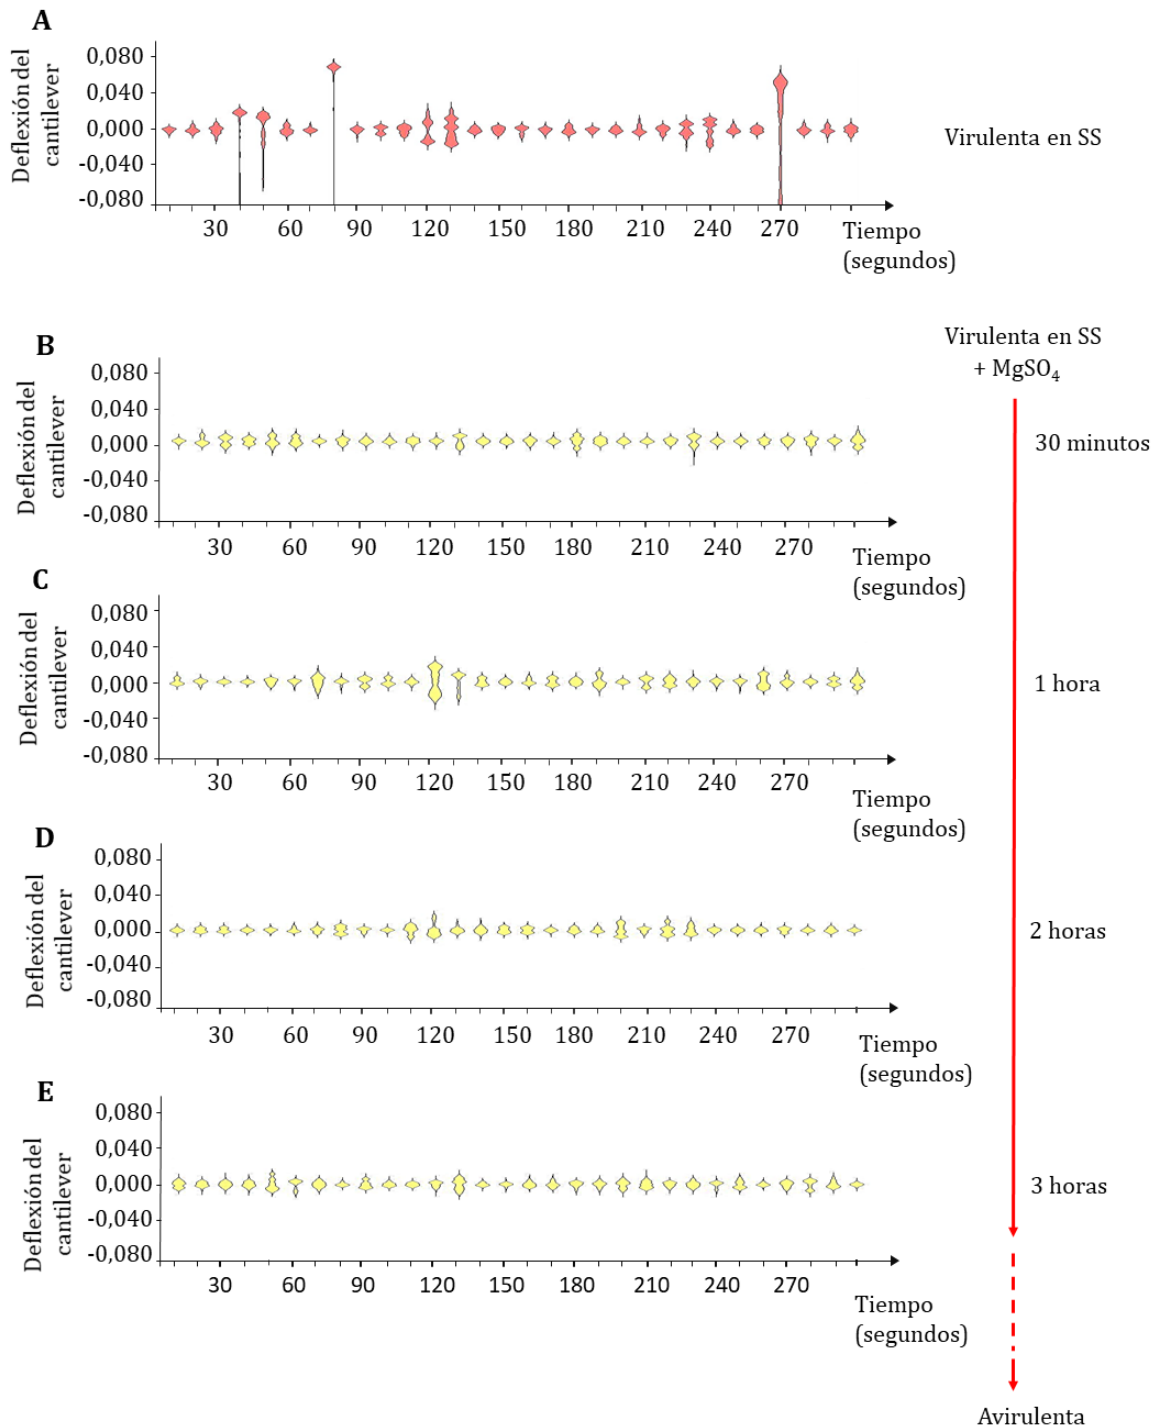 A
Deflexión del
cantilever
0,080
0,040
0,000
-0,040
-0,080
30 60 90 120 150 180 210 240 270
Tiempo
(segundos)
Virulenta en SS
Virulenta en SS
+ MgSO4
B
Deflexión del
cantilever
0,080
0,040
0,000
-0,040
-0,080
30 60 90 120 150 180 210 240 270
Tiempo
(segundos)
30 minutos
C
Deflexión del
cantilever
0,080
0,040
0,000
-0,040
-0,080
30 60 90 120 150 180 210 240 270
Tiempo
(segundos)
1 hora
D
Deflexión del
cantilever
0,080
0,040
0,000
-0,040
-0,080
30 60 90 120 150 180 210 240 270
Tiempo
(segundos)
2 horas
E
Deflexión del
cantilever
0,080
0,040
0,000
-0,040
-0,080
30 60 90 120 150 180 210 240 270
Tiempo
(segundos)
3 horas
Avirulenta